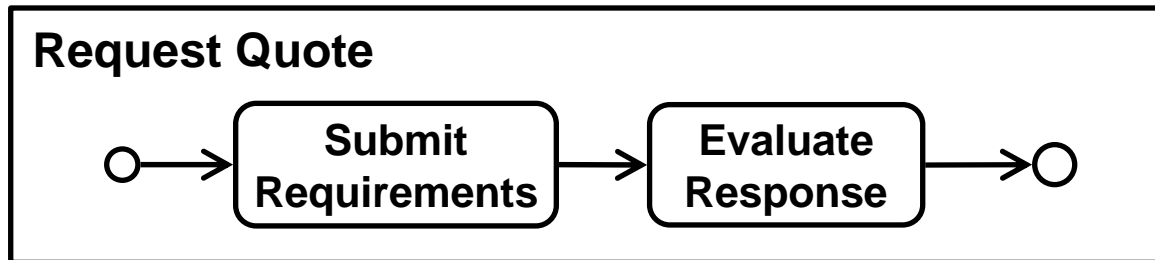 Request Quote
Submit
Requirements
Evaluate
Response